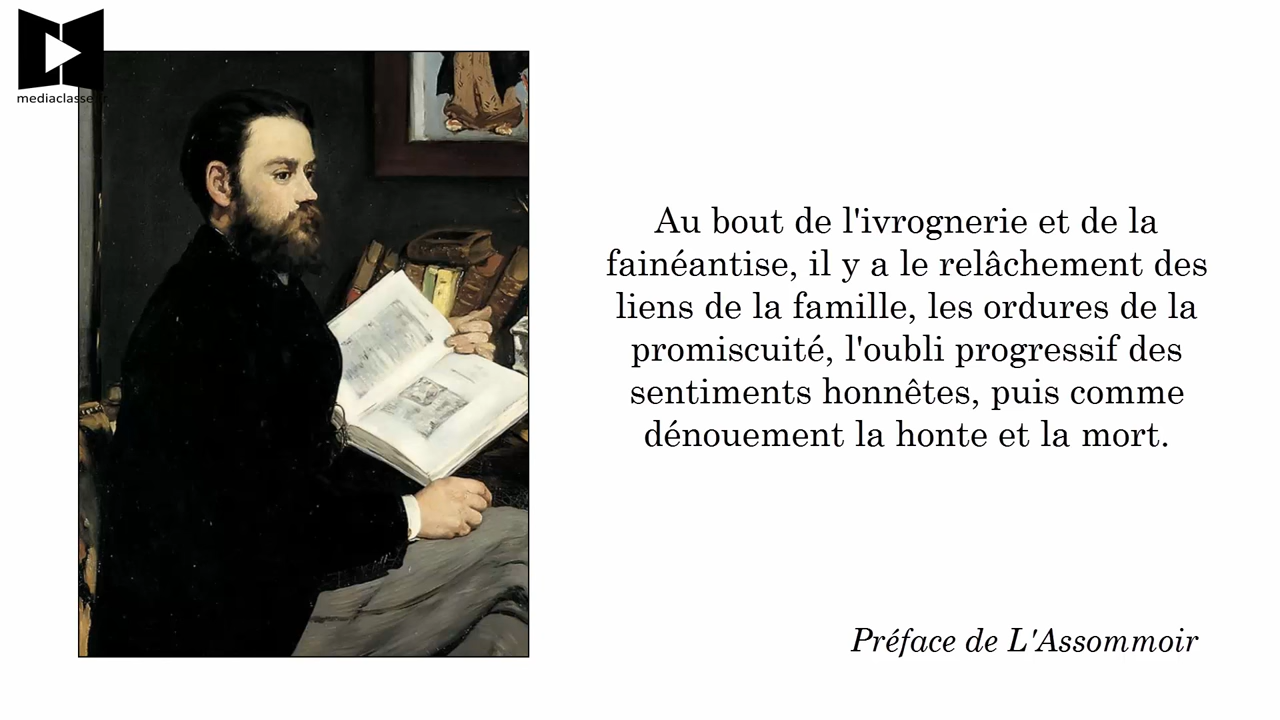 mediaclasse.fr
Au bout de l'ivrognerie et de la
fainéantise, il y a le relâchement des
liens de la famille, les ordures de la
promiscuité, l'oubli progressif des
sentiments honnêtes, puis comme
dénouement la honte et la mort.
Préface de L'Assommoir